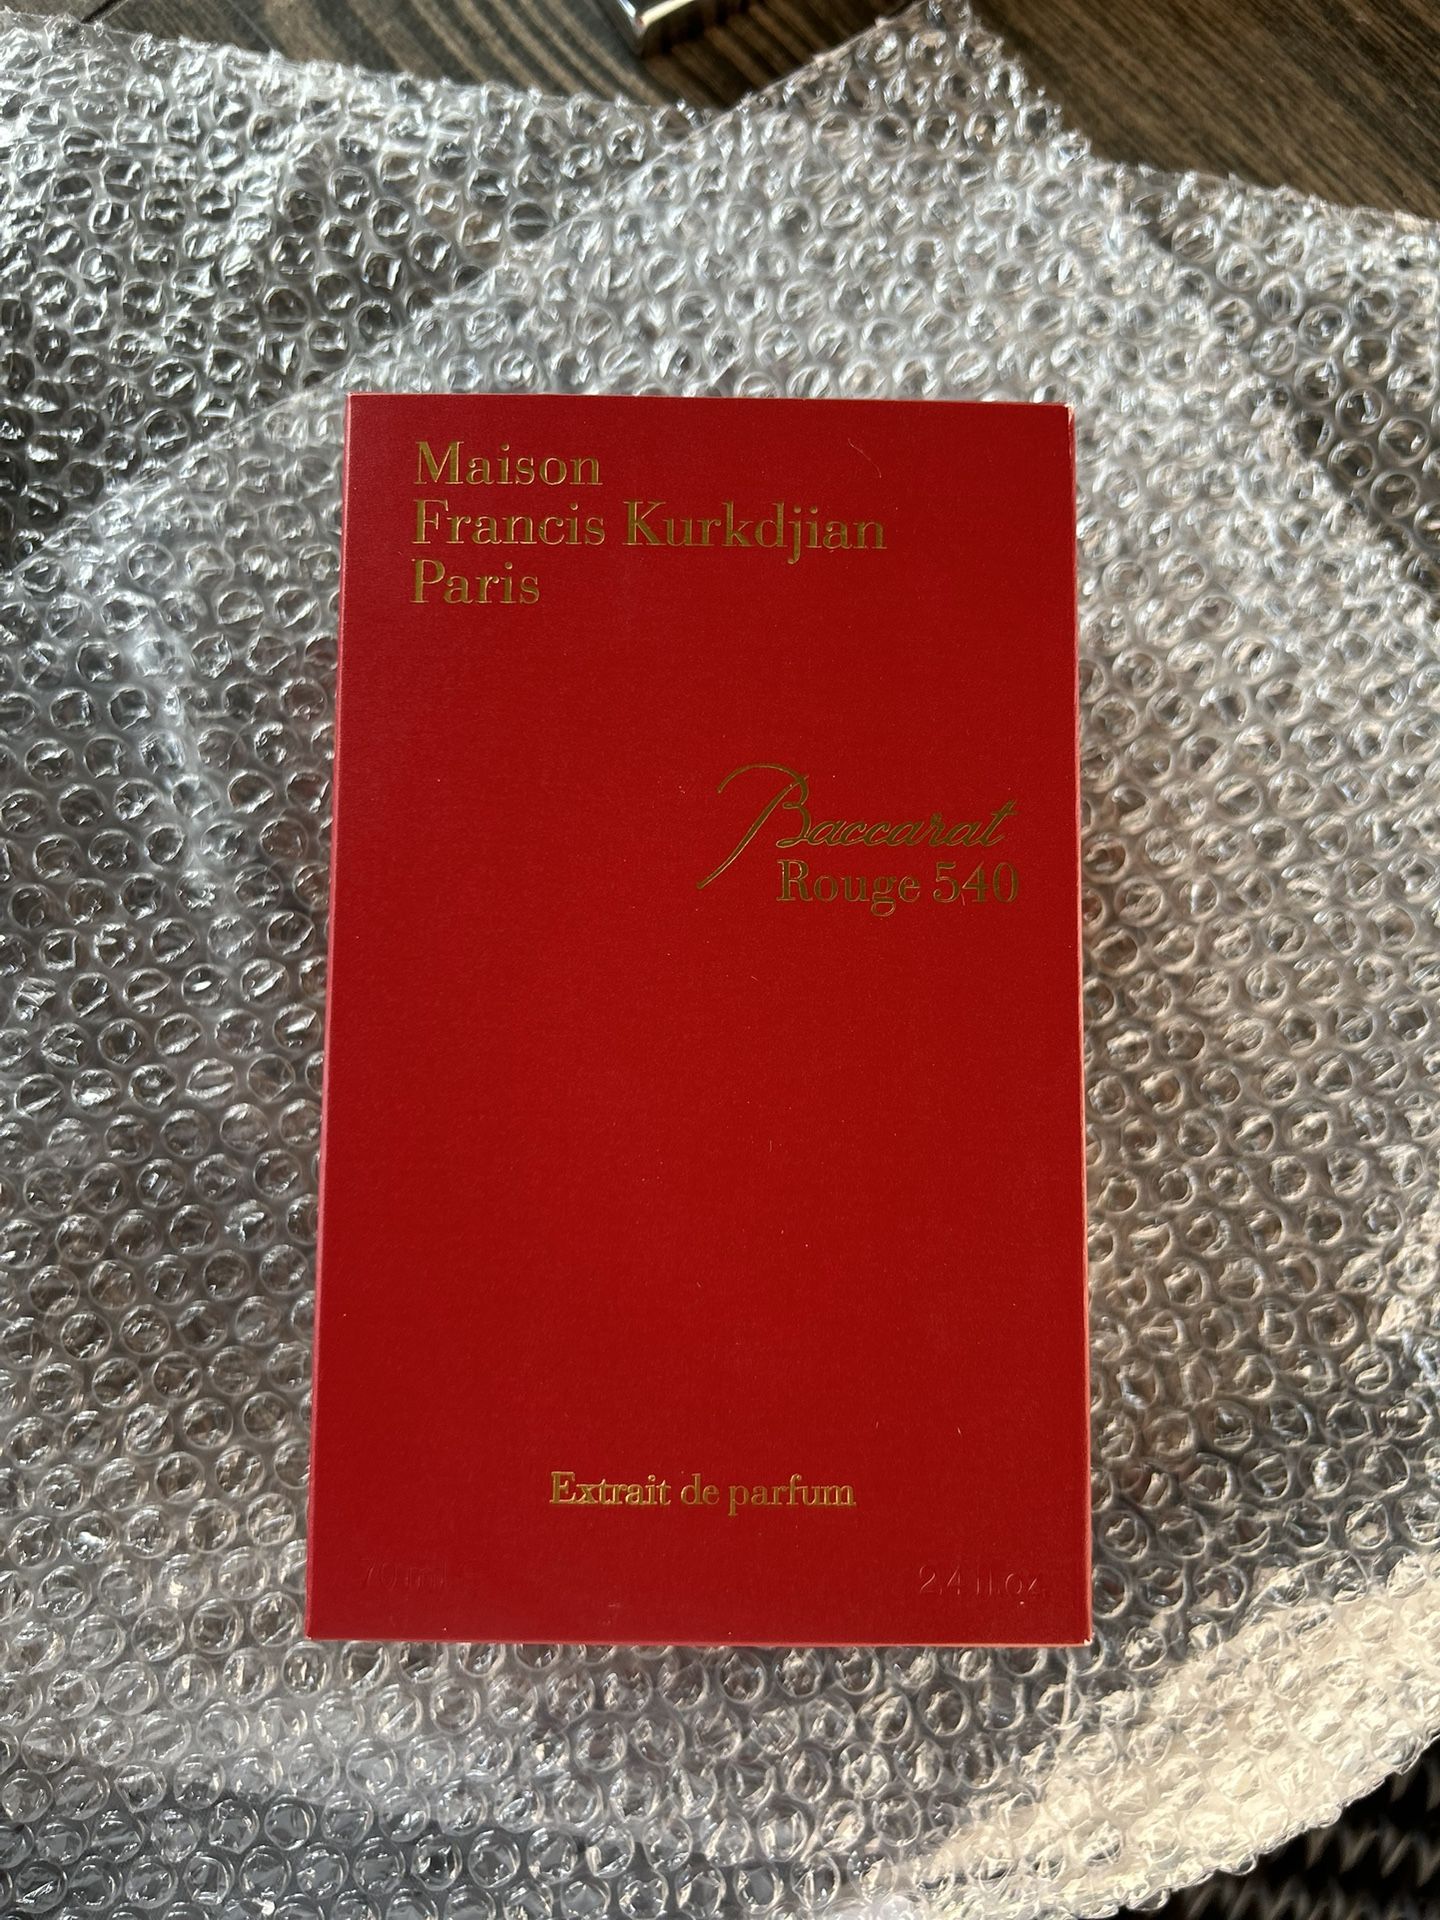 Maison
Francis Kurkdjian
Paris
Baccarat
Rouge 540
Extrait de parfum
70 ml 2.4 fl.oz